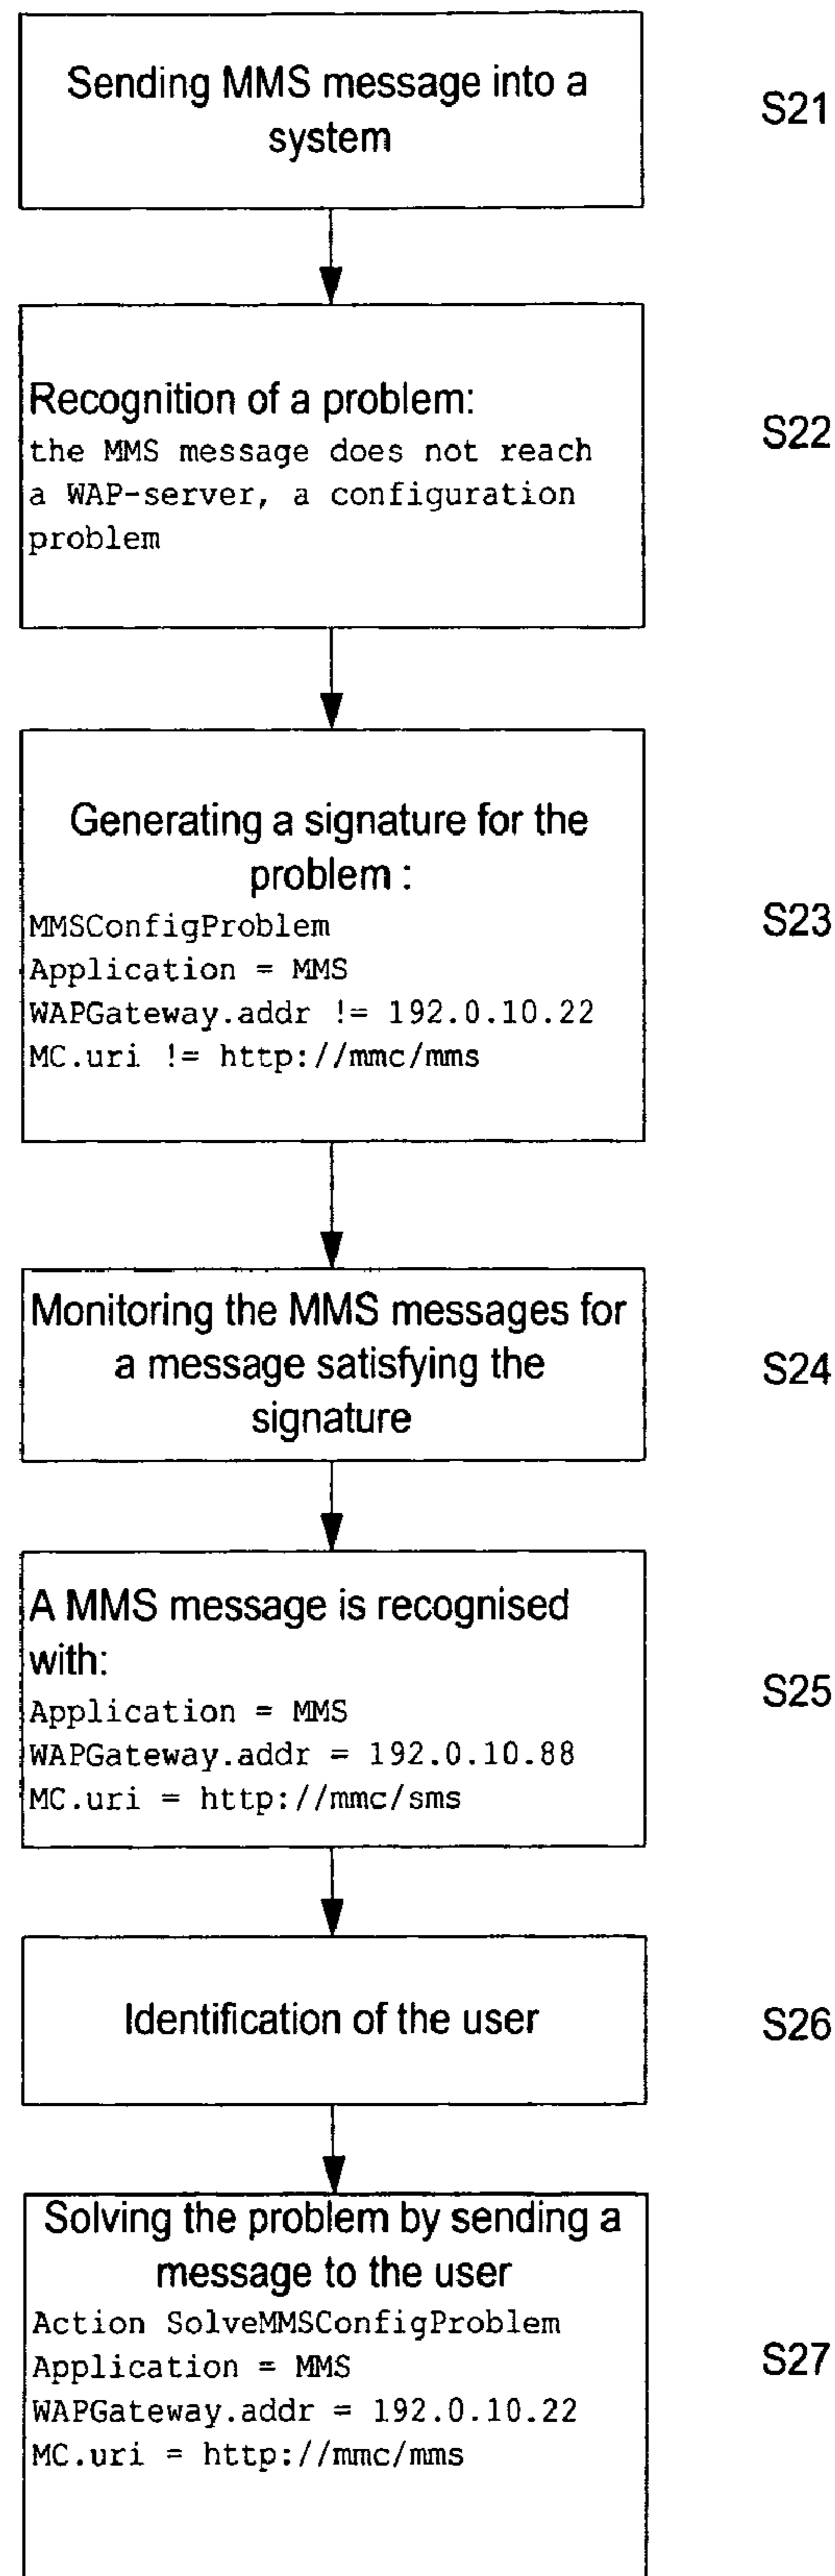 Sending MMS message into a
system
S21
Recognition of a problem:
the MMS message does not reach
a WAP-server, a configuration
problem
S22
Generating a signature for the
problem :
MMSConfigProblem
Application = MMS
WAPGateway.addr != 192.0.10.22
MC.uri != http://mmc/mms
S23
Monitoring the MMS messages for
a message satisfying the
signature
S24
A MMS message is recognised
with:
Application = MMS
WAPGateway.addr = 192.0.10.88
MC.uri = http://mmc/sms
S25
Identification of the user
S26
Solving the problem by sending a
message to the user
Action SolveMMSConfigProblem
Application = MMS
WAPGateway.addr = 192.0.10.22
MC.uri = http://mmc/mms
S27